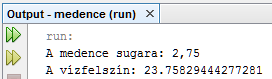 Output - medence (run) ×
run:
A medence sugara: 2,75
A vízfelszín: 23.75829444277281